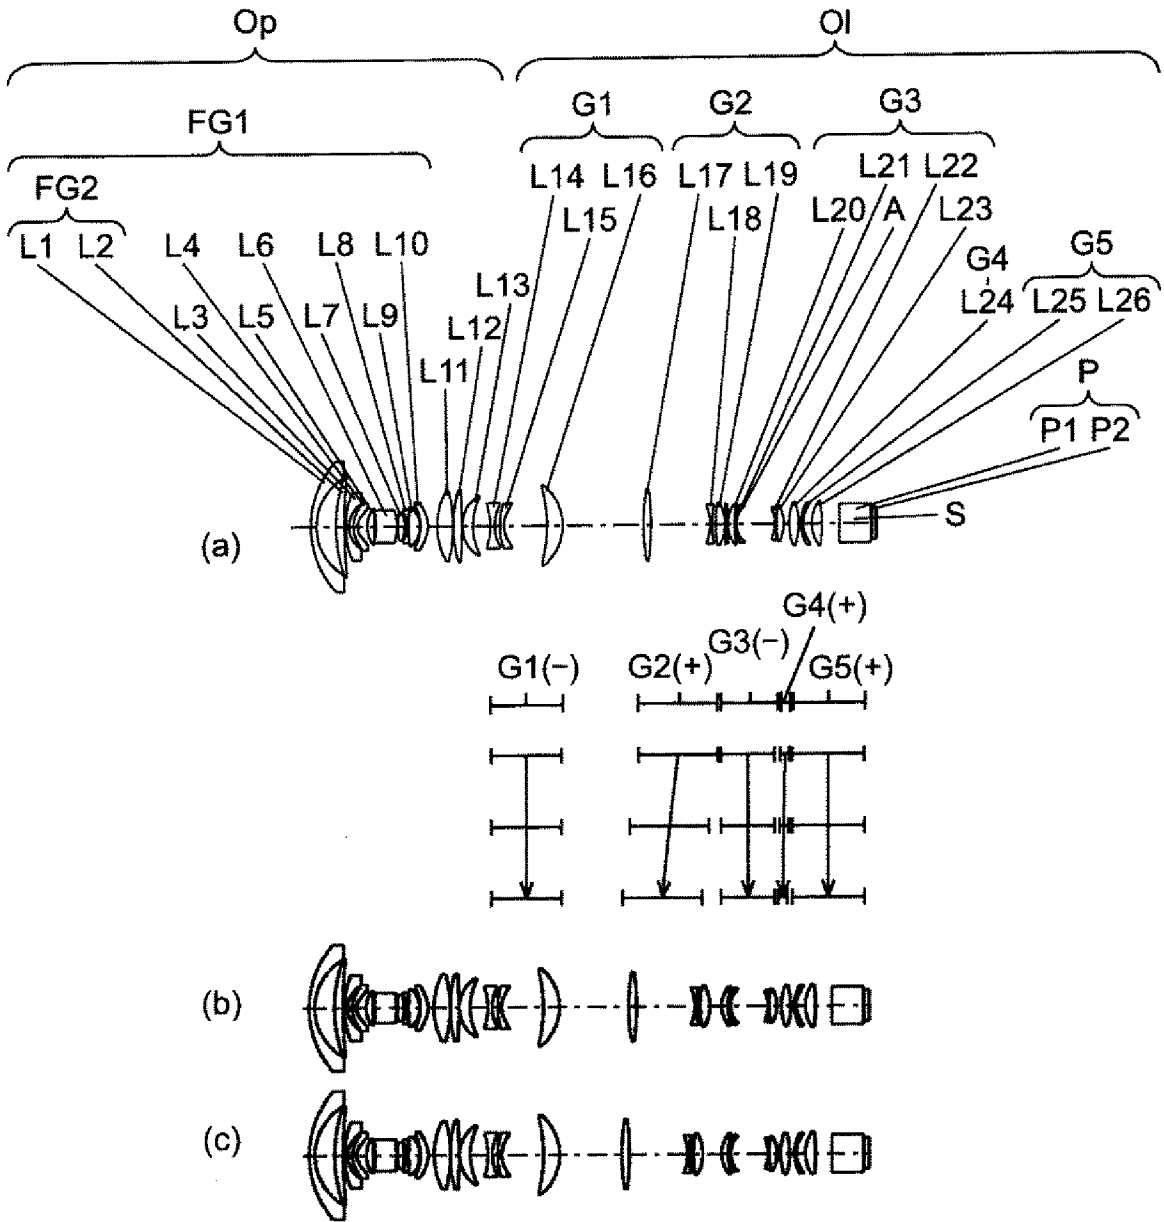 Op OI
FG1 G1 G2 G3
FG2 L14 L16 L17 L19 L21 L22
L1 L2 L4 L6 L8 L10 L15 L18 L20 A L23
L3 L5 L7 L9 L13 G4 G5
L12 L24 L25 L26
L11 P
P1 P2
S
(a)
G4(+)
G3(−)
G1(−) G2(+) G5(+)
(b)
(c)